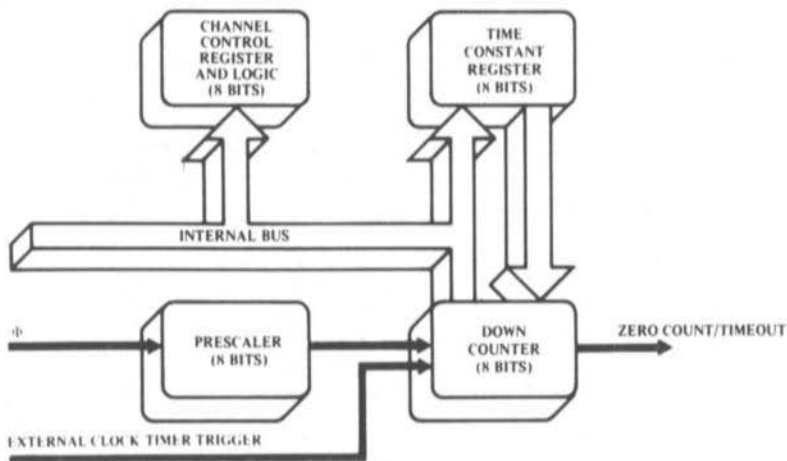 CHANNEL
CONTROL
REGISTER
AND LOGIC
(8 BITS)
TIME
CONSTANT
REGISTER
(8 BITS)
INTERNAL BUS
Φ
PRESCALER
(8 BITS)
DOWN
COUNTER
(8 BITS)
ZERO COUNT/TIMEOUT
EXTERNAL CLOCK TIMER TRIGGER